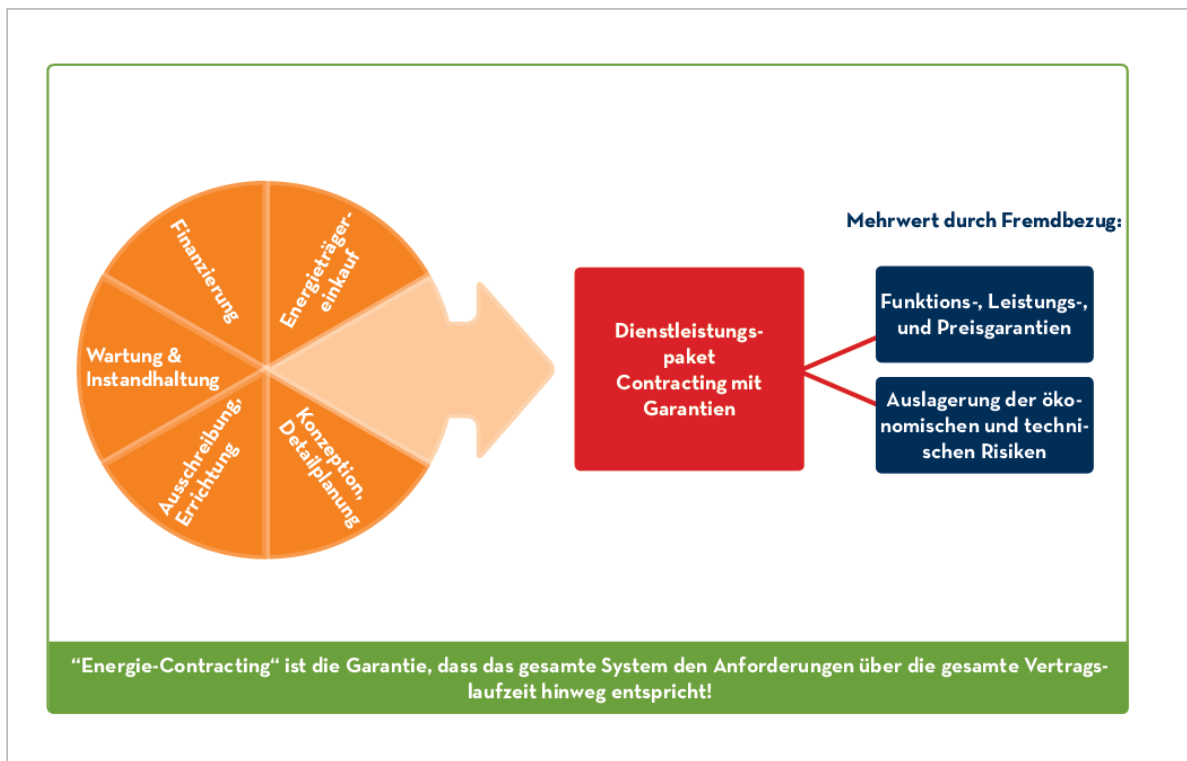 Finanzierung
Energieträger-
einkauf
Wartung &
Instandhaltung
Ausschreibung,
Errichtung
Konzeption,
Detailplanung
Dienstleistungs-
paket
Contracting mit
Garantien
Mehrwert durch Fremdbezug:
Funktions-, Leistungs-,
und Preisgarantien
Auslagerung der öko-
nomischen und techni-
schen Risiken
“Energie-Contracting“ ist die Garantie, dass das gesamte System den Anforderungen über die gesamte Vertrags-
laufzeit hinweg entspricht!